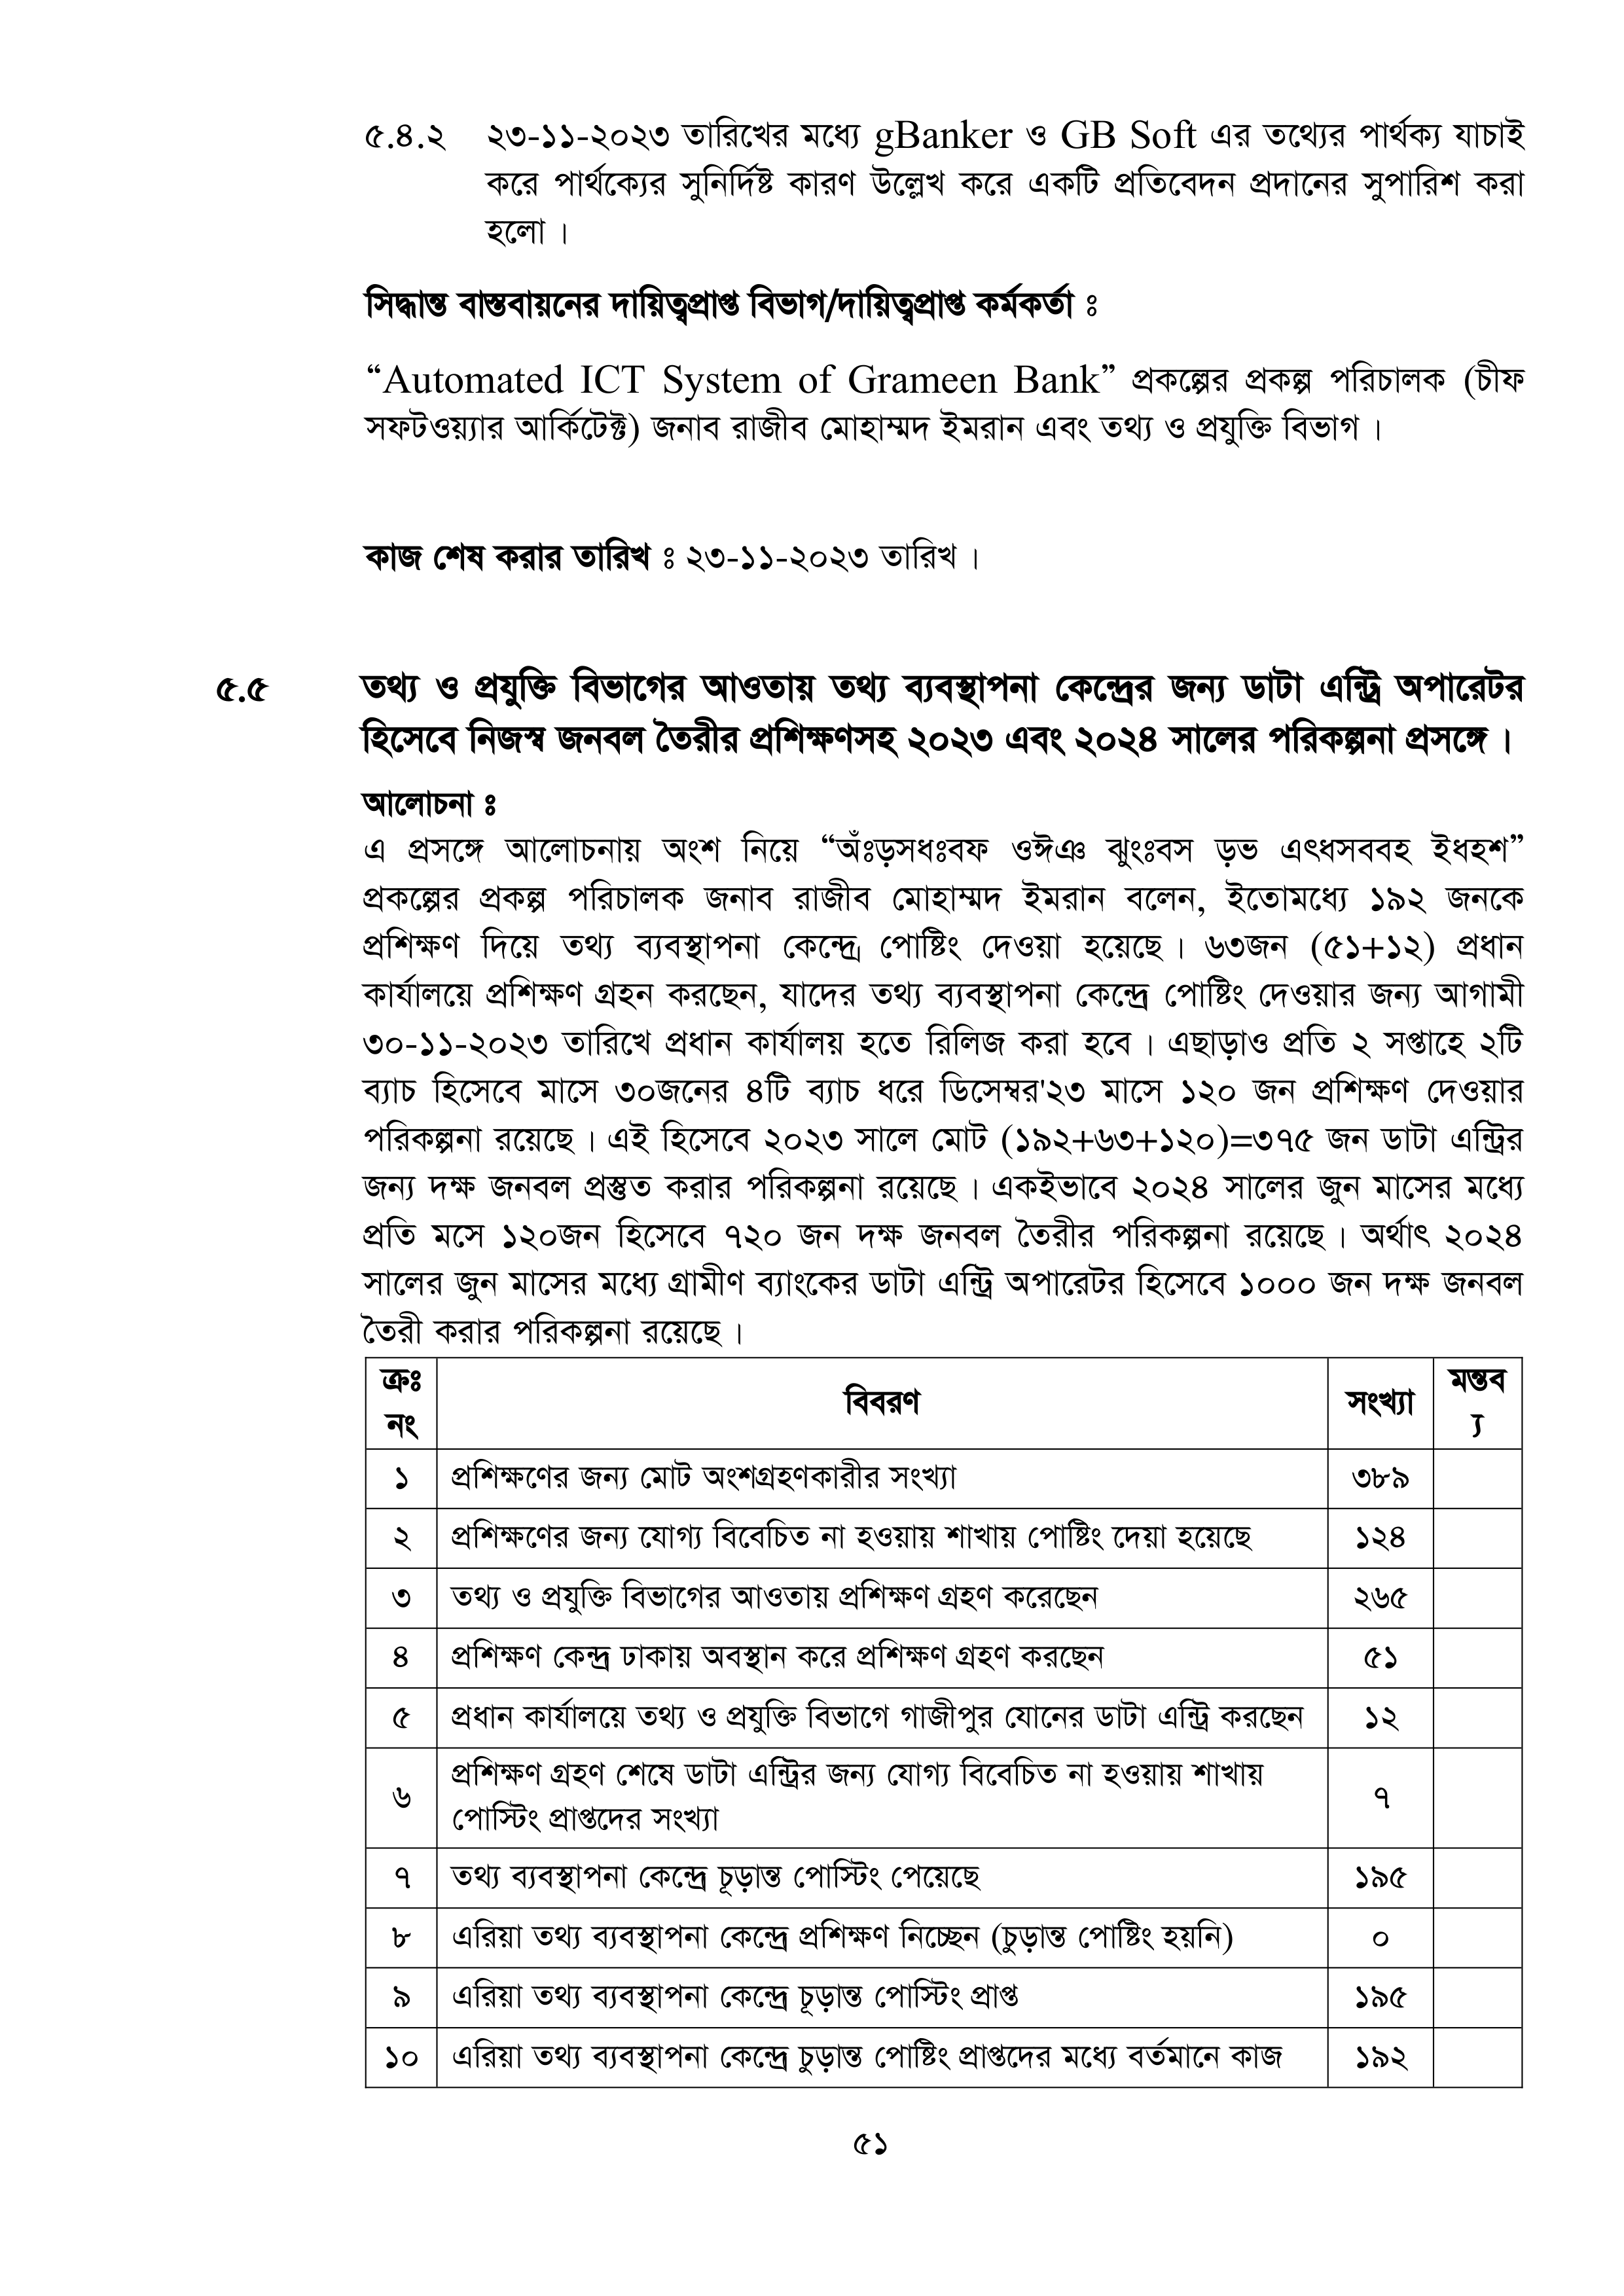 ৫.৪.২ ২৩-১১-২০২৩ তারিখের মধ্যে gBanker ও GB Soft এর তথ্যের পার্থক্য যাচাই
করে পার্থক্যের সুনির্দিষ্ট কারণ উল্লেখ করে একটি প্রতিবেদন প্রদানের সুপারিশ করা
হলো।
সিদ্ধান্ত বাস্তবায়নের দায়িত্বপ্রাপ্ত বিভাগ/দায়িত্বপ্রাপ্ত কর্মকর্তা ঃ
“Automated ICT System of Grameen Bank” প্রকল্পের প্রকল্প পরিচালক (চীফ
সফটওয়্যার আর্কিটেক্ট) জনাব রাজীব মোহাম্মদ ইমরান এবং তথ্য ও প্রযুক্তি বিভাগ।
কাজ শেষ করার তারিখ ঃ ২৩-১১-২০২৩ তারিখ।
৫.৫ তথ্য ও প্রযুক্তি বিভাগের আওতায় তথ্য ব্যবস্থাপনা কেন্দ্রের জন্য ডাটা এন্ট্রি অপারেটর
হিসেবে নিজস্ব জনবল তৈরীর প্রশিক্ষণসহ ২০২৩ এবং ২০২৪ সালের পরিকল্পনা প্রসঙ্গে।
আলোচনা ঃ
এ প্রসঙ্গে আলোচনায় অংশ নিয়ে “অঁঃড়সধঃবফ ওঈঞ ঝুংঃবস ড়ভ এৎধসববহ ইধহশ”
প্রকল্পের প্রকল্প পরিচালক জনাব রাজীব মোহাম্মদ ইমরান বলেন, ইতোমধ্যে ১৯২ জনকে
প্রশিক্ষণ দিয়ে তথ্য ব্যবস্থাপনা কেন্দ্রে পোষ্টিং দেওয়া হয়েছে। ৬৩জন (৫১+১২) প্রধান
কার্যালয়ে প্রশিক্ষণ গ্রহন করছেন, যাদের তথ্য ব্যবস্থাপনা কেন্দ্রে পোষ্টিং দেওয়ার জন্য আগামী
৩০-১১-২০২৩ তারিখে প্রধান কার্যালয় হতে রিলিজ করা হবে। এছাড়াও প্রতি ২ সপ্তাহে ২টি
ব্যাচ হিসেবে মাসে ৩০জনের ৪টি ব্যাচ ধরে ডিসেম্বর'২৩ মাসে ১২০ জন প্রশিক্ষণ দেওয়ার
পরিকল্পনা রয়েছে। এই হিসেবে ২০২৩ সালে মোট (১৯২+৬৩+১২০)=৩৭৫ জন ডাটা এন্ট্রির
জন্য দক্ষ জনবল প্রস্তুত করার পরিকল্পনা রয়েছে। একইভাবে ২০২৪ সালের জুন মাসের মধ্যে
প্রতি মসে ১২০জন হিসেবে ৭২০ জন দক্ষ জনবল তৈরীর পরিকল্পনা রয়েছে। অর্থাৎ ২০২৪
সালের জুন মাসের মধ্যে গ্রামীণ ব্যাংকের ডাটা এন্ট্রি অপারেটর হিসেবে ১০০০ জন দক্ষ জনবল
তৈরী করার পরিকল্পনা রয়েছে।
ক্রঃ নং বিবরণ সংখ্যা মন্তব্য
১ প্রশিক্ষণের জন্য মোট অংশগ্রহণকারীর সংখ্যা ৩৮৯
২ প্রশিক্ষণের জন্য যোগ্য বিবেচিত না হওয়ায় শাখায় পোষ্টিং দেয়া হয়েছে ১২৪
৩ তথ্য ও প্রযুক্তি বিভাগের আওতায় প্রশিক্ষণ গ্রহণ করেছেন ২৬৫
৪ প্রশিক্ষণ কেন্দ্র ঢাকায় অবস্থান করে প্রশিক্ষণ গ্রহণ করছেন ৫১
৫ প্রধান কার্যালয়ে তথ্য ও প্রযুক্তি বিভাগে গাজীপুর যোনের ডাটা এন্ট্রি করছেন ১২
৬ প্রশিক্ষণ গ্রহণ শেষে ডাটা এন্ট্রির জন্য যোগ্য বিবেচিত না হওয়ায় শাখায়
পোস্টিং প্রাপ্তদের সংখ্যা ৭
৭ তথ্য ব্যবস্থাপনা কেন্দ্রে চূড়ান্ত পোস্টিং পেয়েছে ১৯৫
৮ এরিয়া তথ্য ব্যবস্থাপনা কেন্দ্রে প্রশিক্ষণ নিচ্ছেন (চুড়ান্ত পোষ্টিং হয়নি) ০
৯ এরিয়া তথ্য ব্যবস্থাপনা কেন্দ্রে চূড়ান্ত পোস্টিং প্রাপ্ত ১৯৫
১০ এরিয়া তথ্য ব্যবস্থাপনা কেন্দ্রে চুড়ান্ত পোষ্টিং প্রাপ্তদের মধ্যে বর্তমানে কাজ ১৯২
৫১